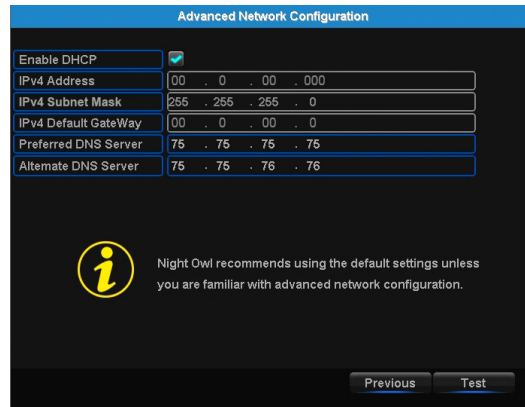 Advanced Network Configuration
Enable DHCP
IPv4 Address 00 . 0 . 00 . 000
IPv4 Subnet Mask 255 . 255 . 255 . 0
IPv4 Default GateWay 00 . 0 . 00 . 0
Preferred DNS Server 75 . 75 . 75 . 75
Altemate DNS Server 75 . 75 . 76 . 76
Night Owl recommends using the default settings unless
you are familiar with advanced network configuration.
Previous Test